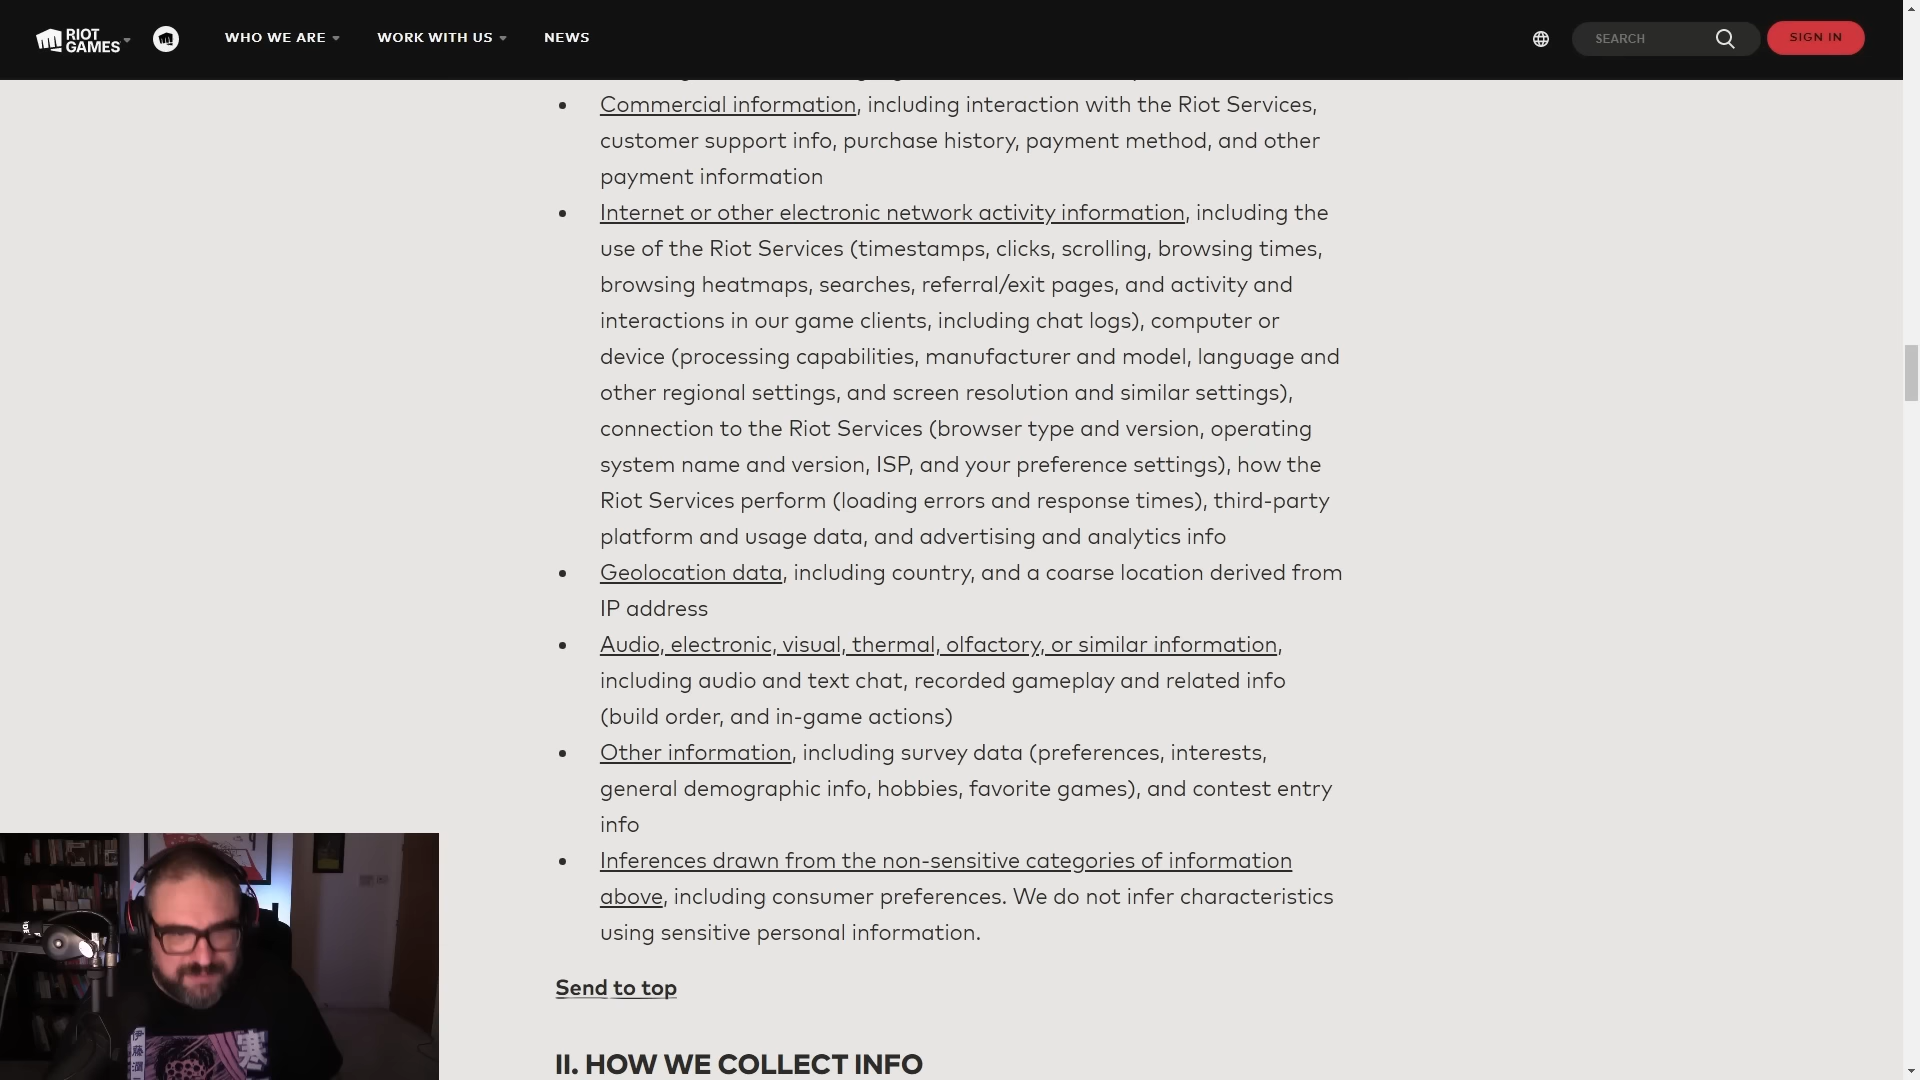 RIOT
GAMES
WHO WE ARE
WORK WITH US
NEWS
SEARCH
SIGN IN
Commercial information, including interaction with the Riot Services,
customer support info, purchase history, payment method, and other
payment information
Internet or other electronic network activity information, including the
use of the Riot Services (timestamps, clicks, scrolling, browsing times,
browsing heatmaps, searches, referral/exit pages, and activity and
interactions in our game clients, including chat logs), computer or
device (processing capabilities, manufacturer and model, language and
other regional settings, and screen resolution and similar settings),
connection to the Riot Services (browser type and version, operating
system name and version, ISP, and your preference settings), how the
Riot Services perform (loading errors and response times), third-party
platform and usage data, and advertising and analytics info
Geolocation data, including country, and a coarse location derived from
IP address
Audio, electronic, visual, thermal, olfactory, or similar information,
including audio and text chat, recorded gameplay and related info
(build order, and in-game actions)
Other information, including survey data (preferences, interests,
general demographic info, hobbies, favorite games), and contest entry
info
Inferences drawn from the non-sensitive categories of information
above, including consumer preferences. We do not infer characteristics
using sensitive personal information.
Send to top
II. HOW WE COLLECT INFO
伊藤潤
寒